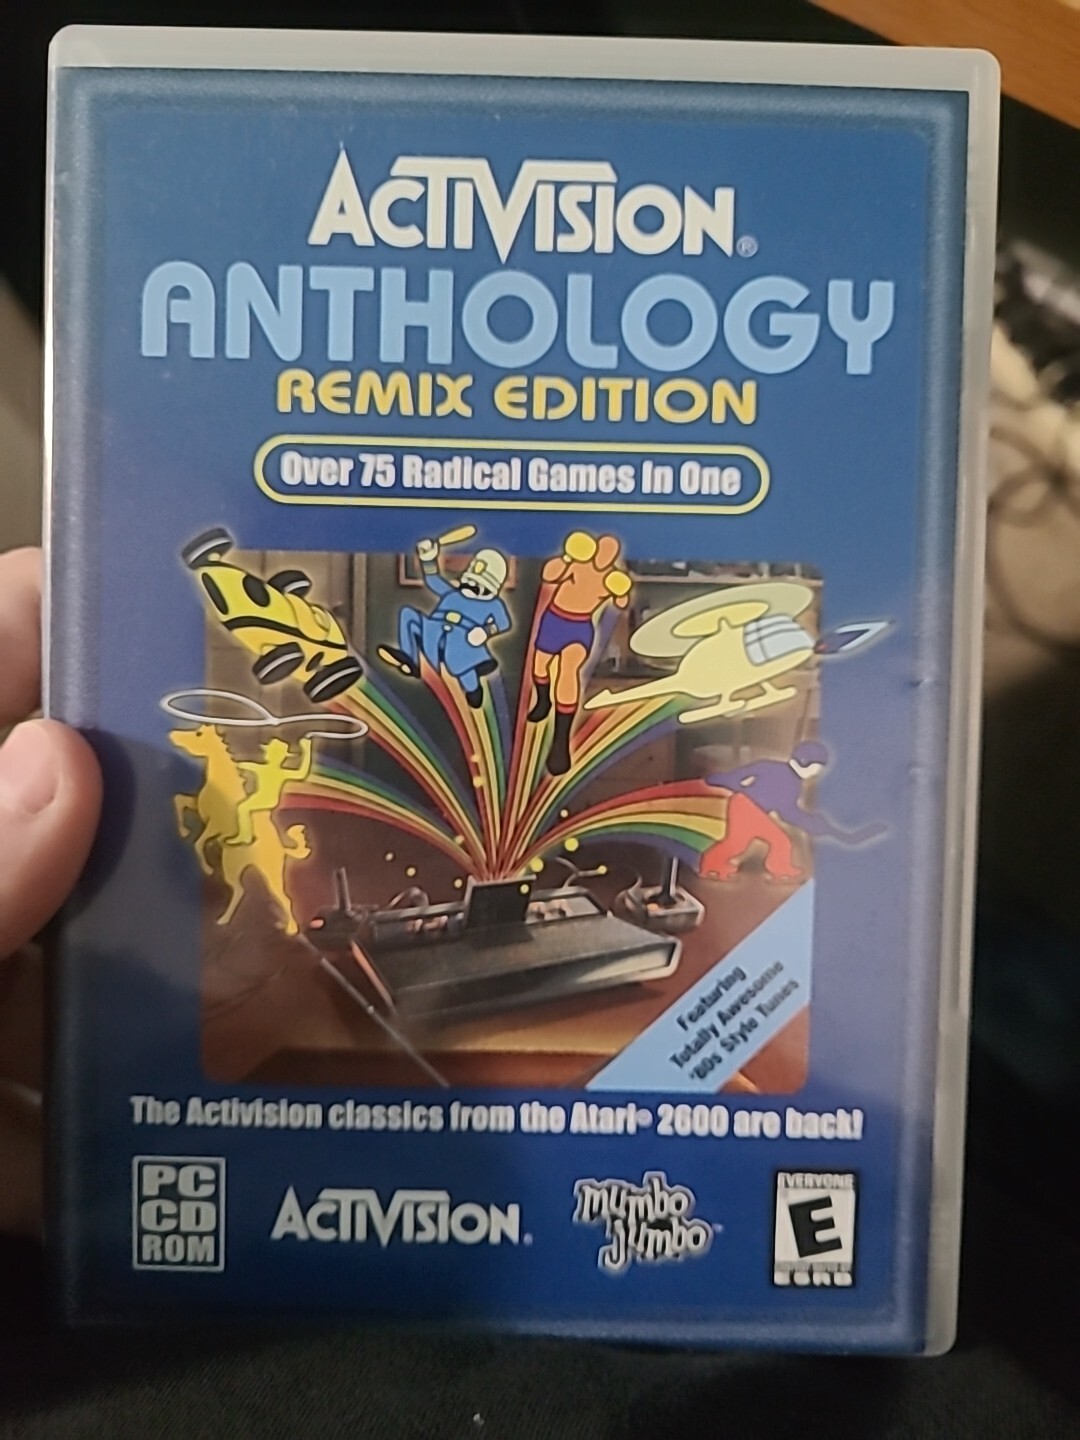 ACTIVISION®
ANTHOLOGY
REMIX EDITION
Over 75 Radical Games In One
Featuring
Totally Awesome
'80s Style Tunes
The Activision classics from the Atari® 2600 are back!
PC
CD
ROM
ACTIVISION.
mumbo
jumbo™
EVERYONE
E
ESRB